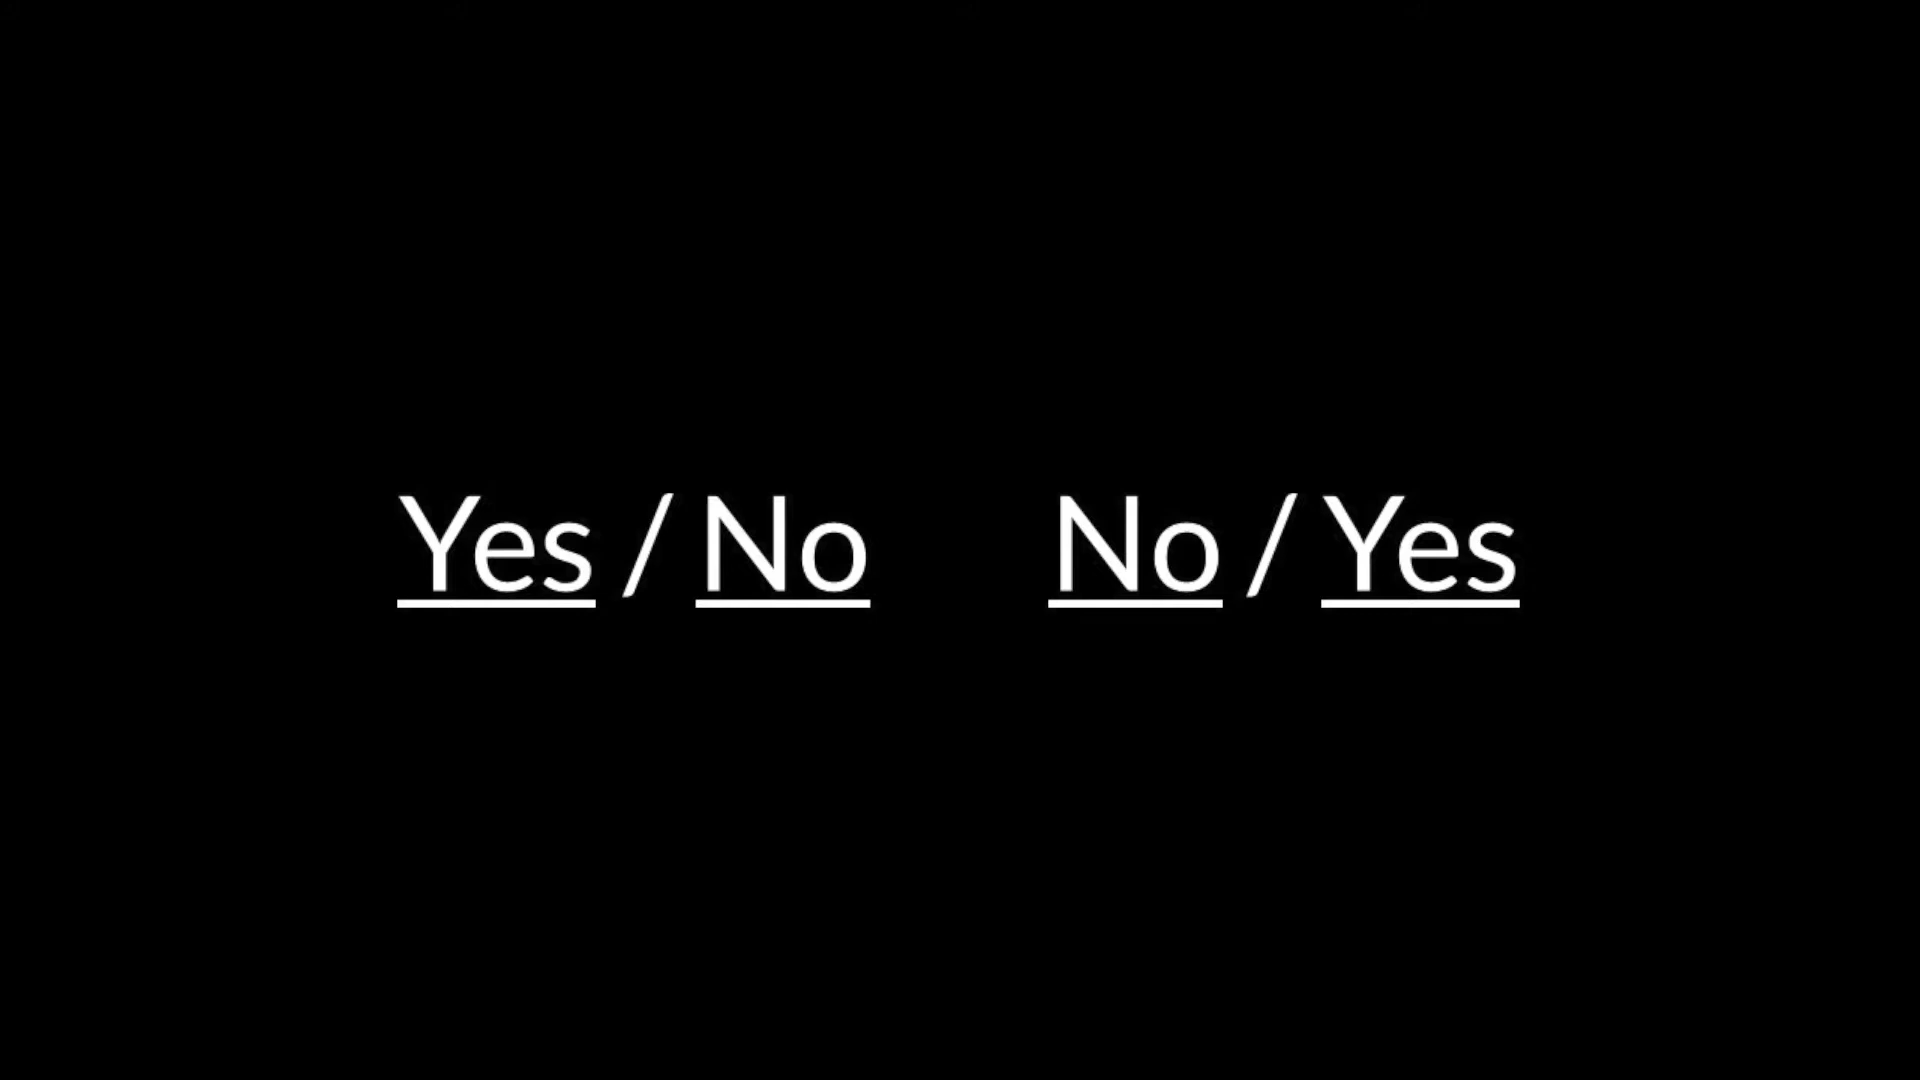 Yes / No No / Yes